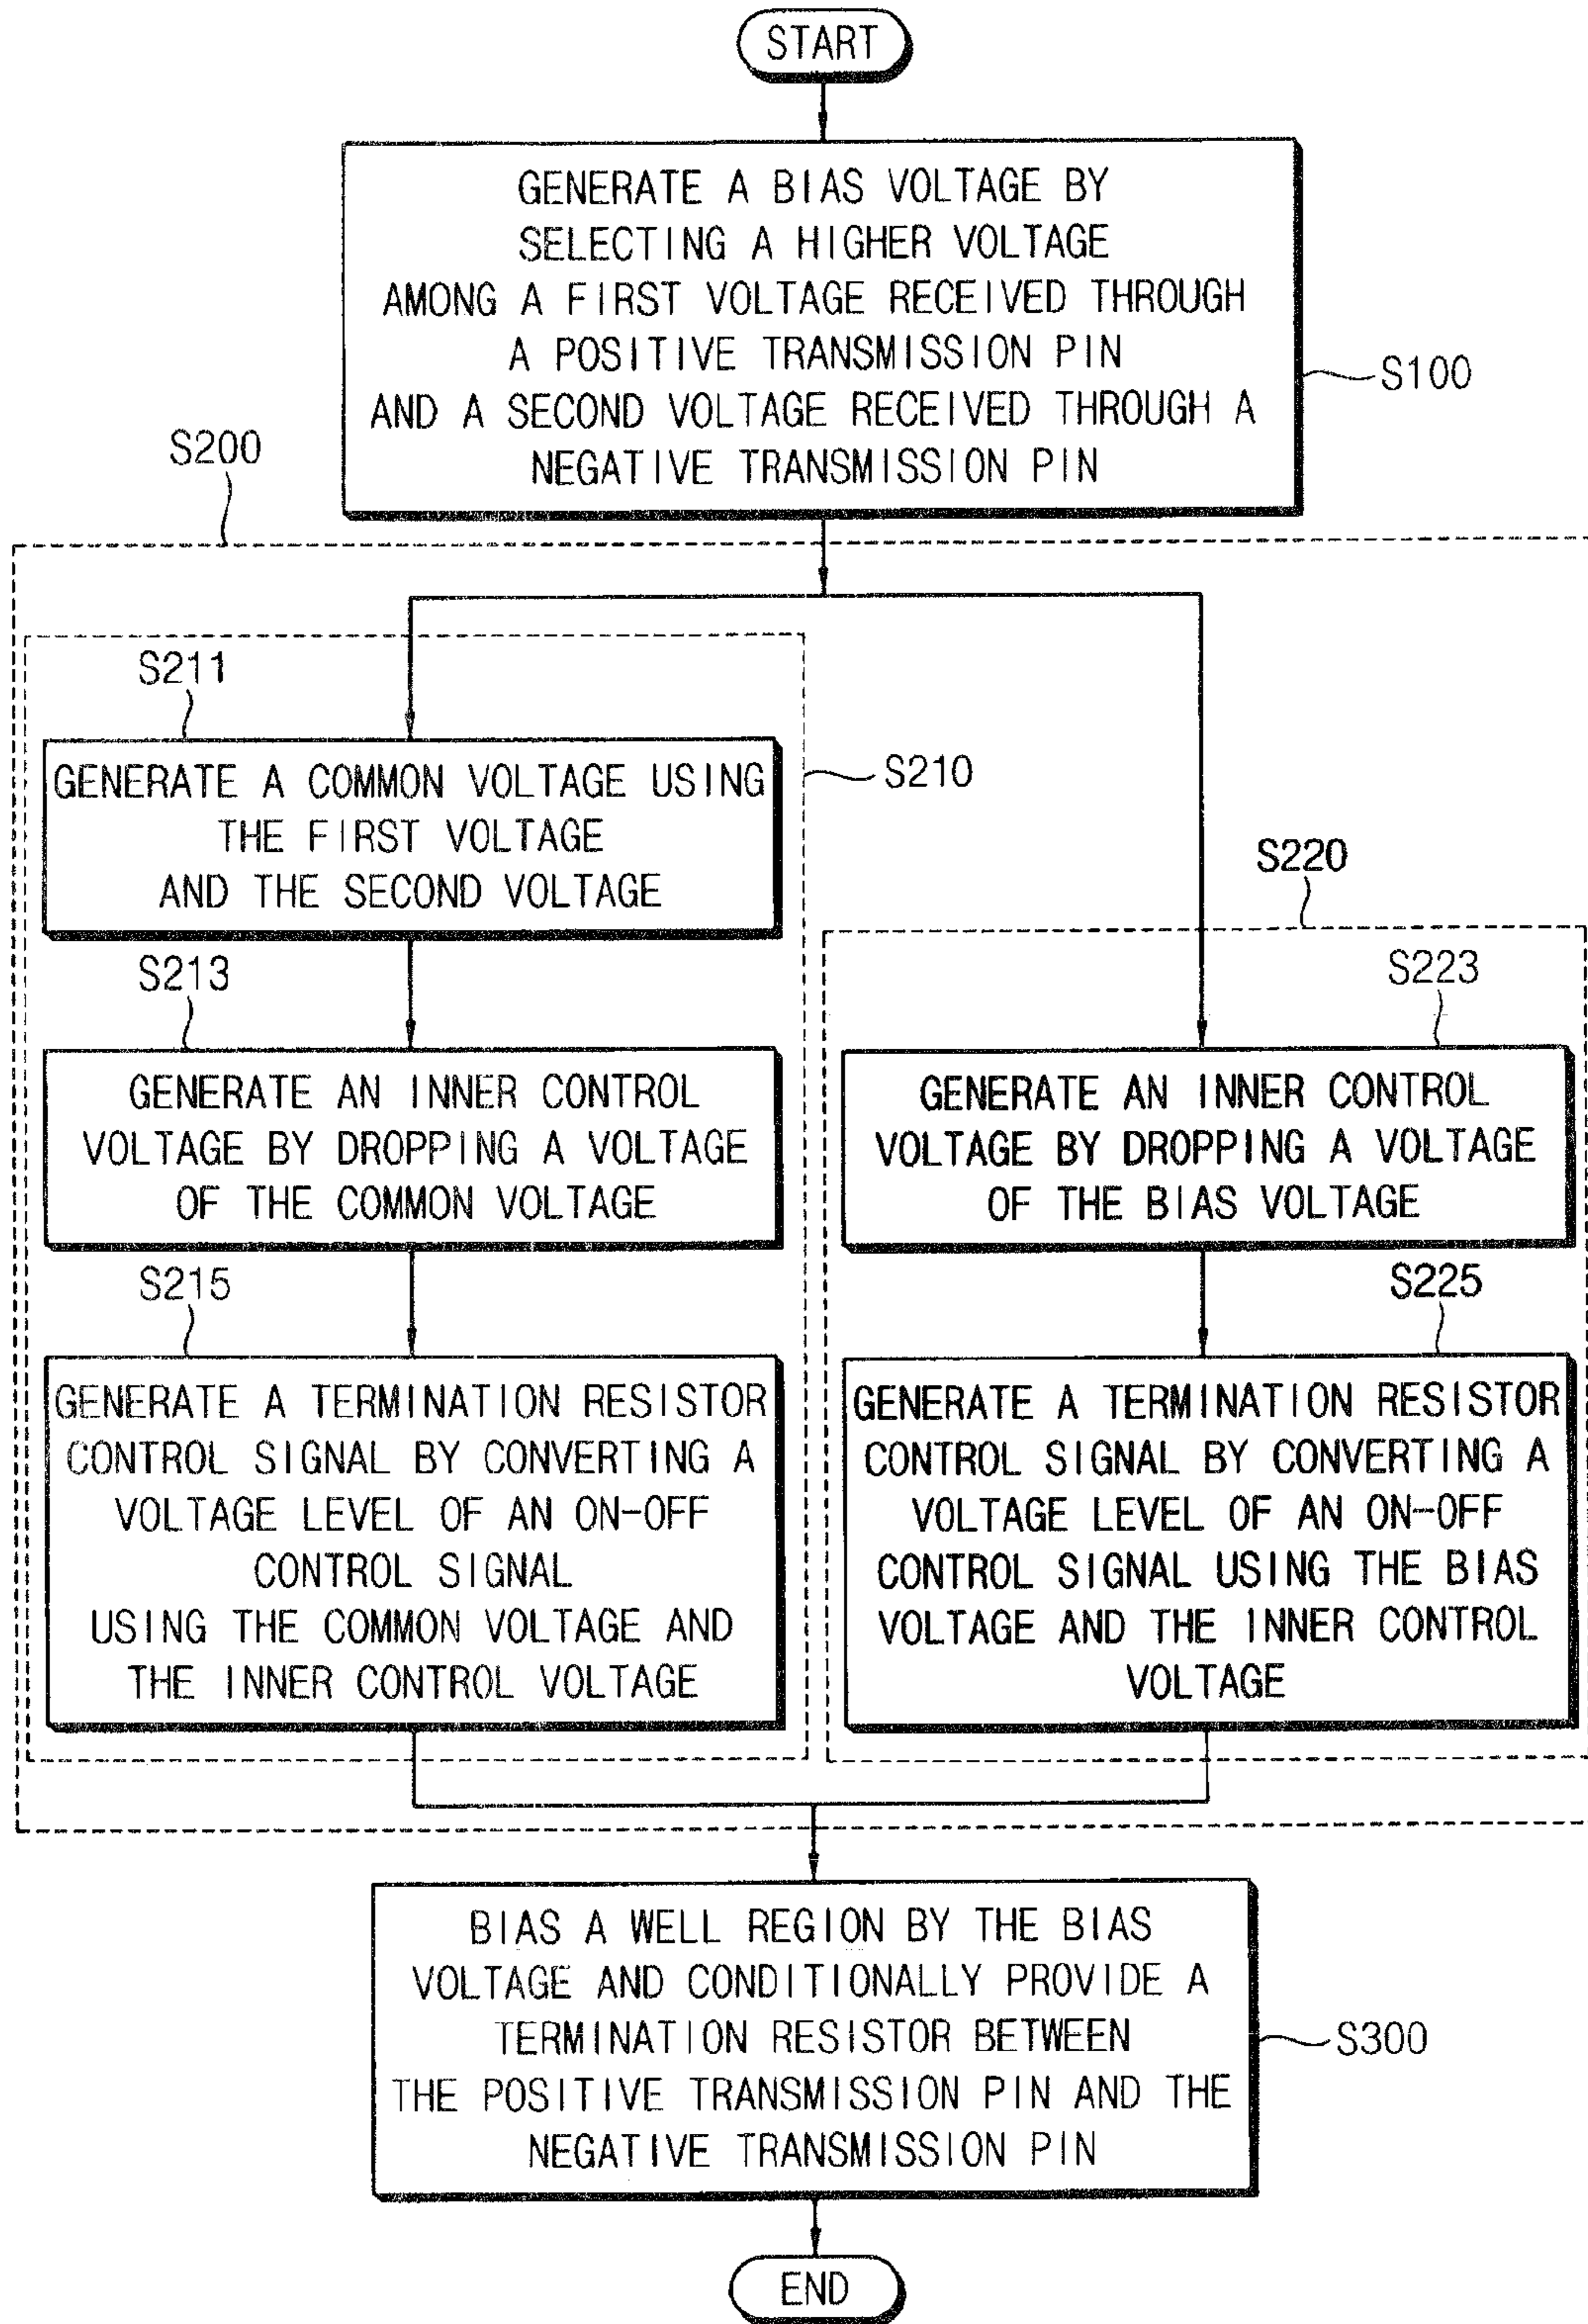 START
GENERATE A BIAS VOLTAGE BY
SELECTING A HIGHER VOLTAGE
AMONG A FIRST VOLTAGE RECEIVED THROUGH
A POSITIVE TRANSMISSION PIN
AND A SECOND VOLTAGE RECEIVED THROUGH A
NEGATIVE TRANSMISSION PIN
S100
S200
S211
GENERATE A COMMON VOLTAGE USING
THE FIRST VOLTAGE
AND THE SECOND VOLTAGE
S210
S213
GENERATE AN INNER CONTROL
VOLTAGE BY DROPPING A VOLTAGE
OF THE COMMON VOLTAGE
S215
GENERATE A TERMINATION RESISTOR
CONTROL SIGNAL BY CONVERTING A
VOLTAGE LEVEL OF AN ON-OFF
CONTROL SIGNAL
USING THE COMMON VOLTAGE AND
THE INNER CONTROL VOLTAGE
S220
S223
GENERATE AN INNER CONTROL
VOLTAGE BY DROPPING A VOLTAGE
OF THE BIAS VOLTAGE
S225
GENERATE A TERMINATION RESISTOR
CONTROL SIGNAL BY CONVERTING A
VOLTAGE LEVEL OF AN ON-OFF
CONTROL SIGNAL USING THE BIAS
VOLTAGE AND THE INNER CONTROL
VOLTAGE
BIAS A WELL REGION BY THE BIAS
VOLTAGE AND CONDITIONALLY PROVIDE A
TERMINATION RESISTOR BETWEEN
THE POSITIVE TRANSMISSION PIN AND THE
NEGATIVE TRANSMISSION PIN
S300
END